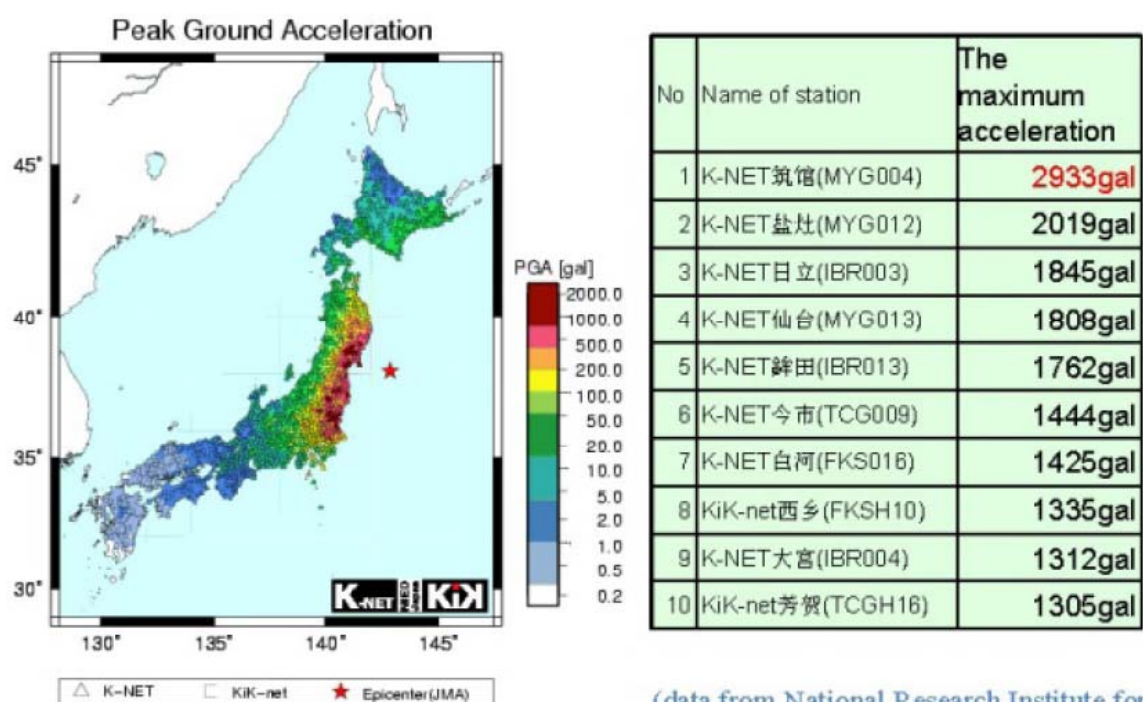 Peak Ground Acceleration
45°
40°
35°
30°
130°
135°
140°
145°
PGA [gal]
2000.0
1000.0
500.0
200.0
100.0
50.0
20.0
10.0
5.0
2.0
1.0
0.5
0.2
K-NET
NIED
KiK
K-NET KiK-net Epicenter(JMA)
No Name of station The maximum acceleration
1 K-NET筑馆(MYG004) 2933gal
2 K-NET盐灶(MYG012) 2019gal
3 K-NET日立(IBR003) 1845gal
4 K-NET仙台(MYG013) 1808gal
5 K-NET鉾田(IBR013) 1762gal
6 K-NET今市(TCG009) 1444gal
7 K-NET白河(FKS016) 1425gal
8 KiK-net西乡(FKSH10) 1335gal
9 K-NET大宫(IBR004) 1312gal
10 KiK-net芳贺(TCGH16) 1305gal
(data from National Research Institute for